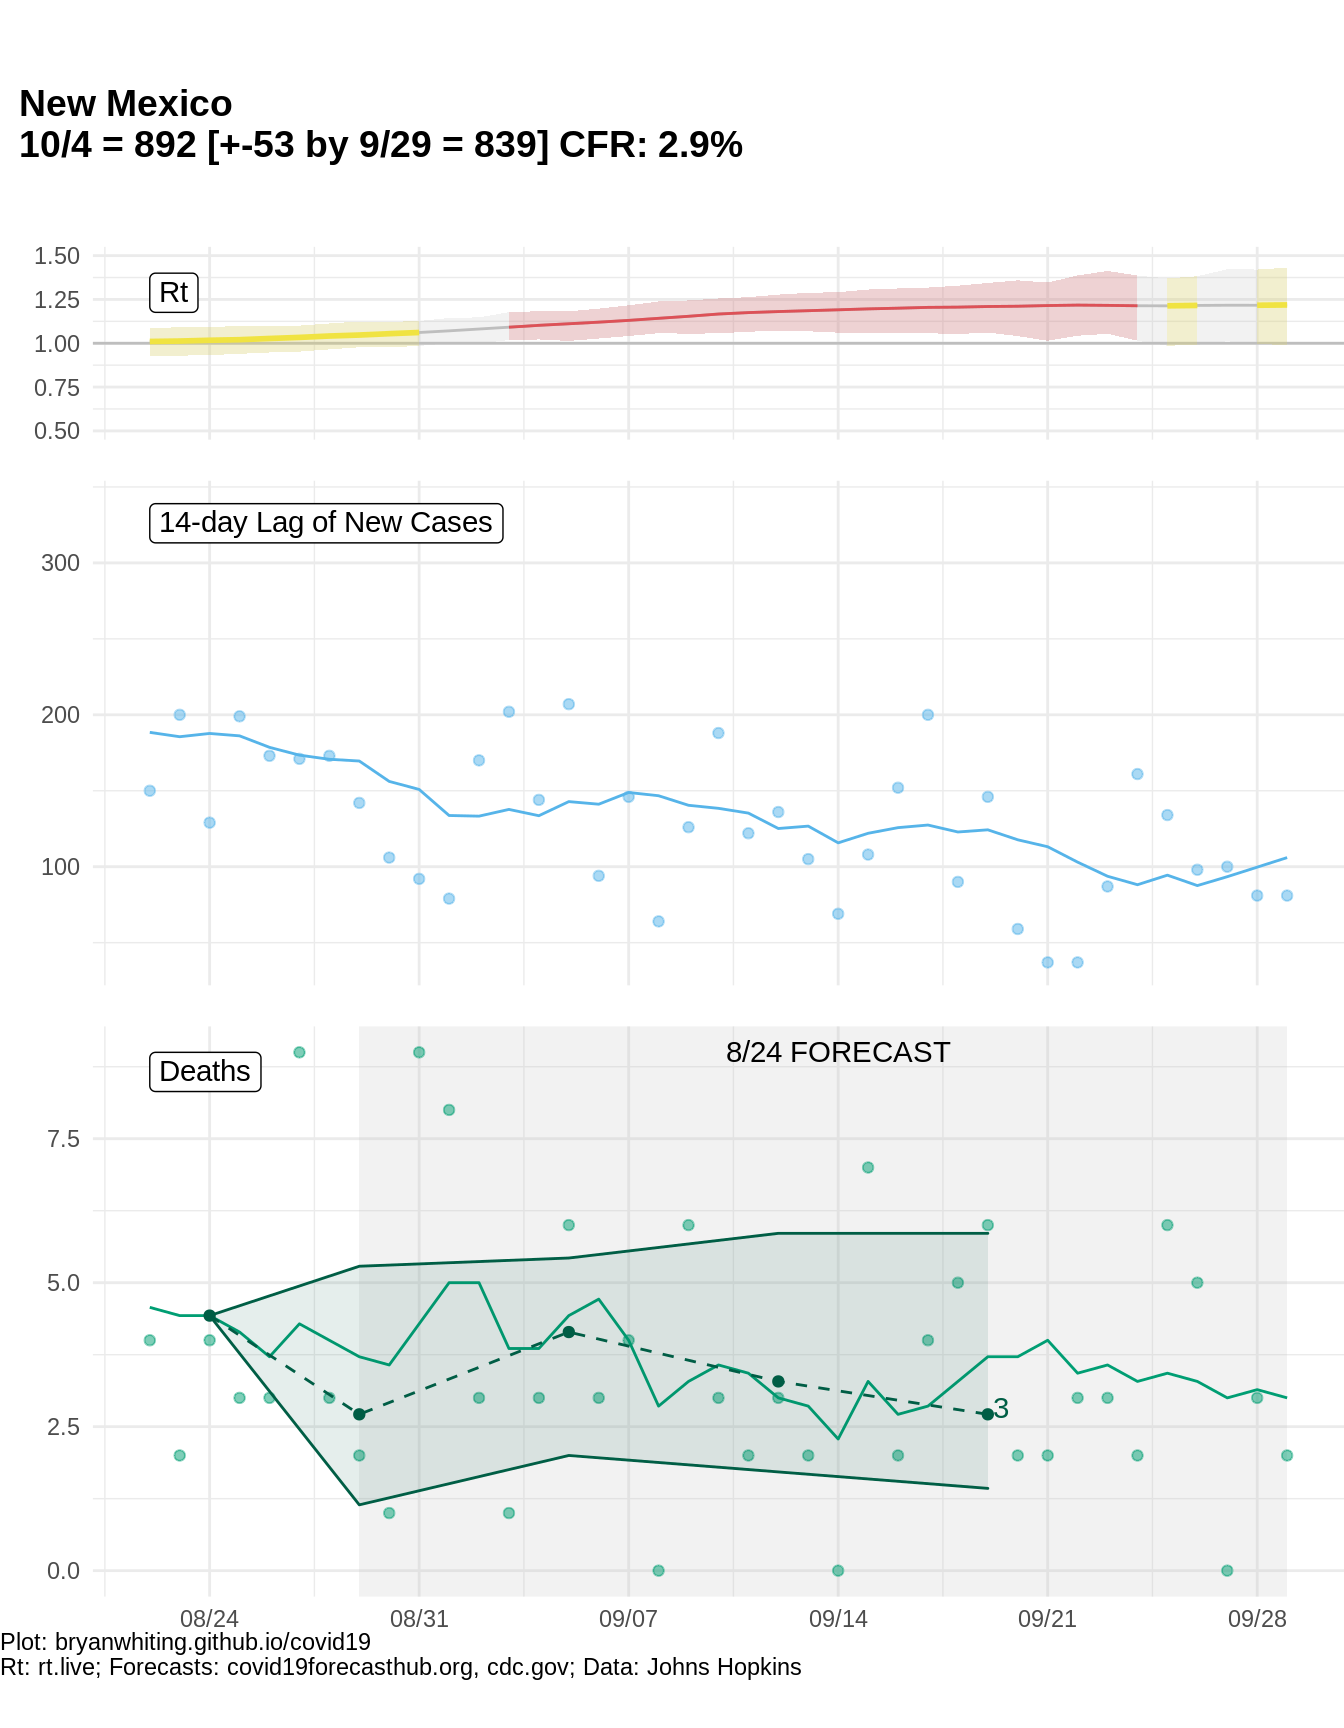 New Mexico
10/4 = 892 [+-53 by 9/29 = 839] CFR: 2.9%
1.50
Rt
1.25
1.00
0.75
0.50
14-day Lag of New Cases
300
200
100
8/24 FORECAST
Deaths
7.5
5.0
3
2.5
0.0
08/24 08/31 09/07 09/14 09/21 09/28
Plot: bryanwhiting.github.io/covid19
Rt: rt.live; Forecasts: covid19forecasthub.org, cdc.gov; Data: Johns Hopkins